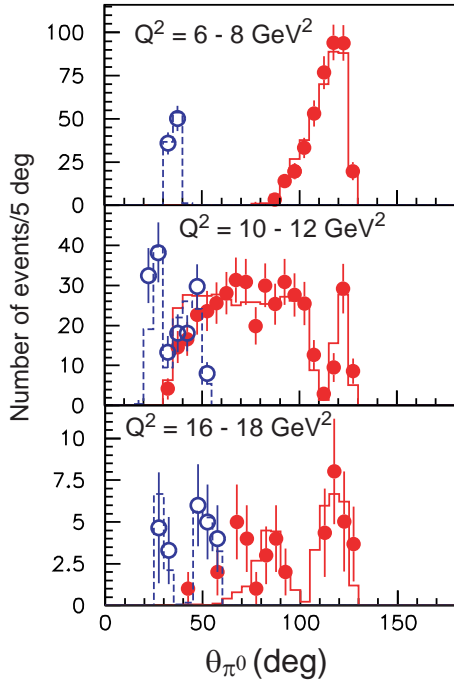 Q² = 6 - 8 GeV²
100
75
50
25
0
Q² = 10 - 12 GeV²
40
30
20
10
0
Q² = 16 - 18 GeV²
10
7.5
5
2.5
0
0 50 100 150
Number of events/5 deg
θπ⁰ (deg)